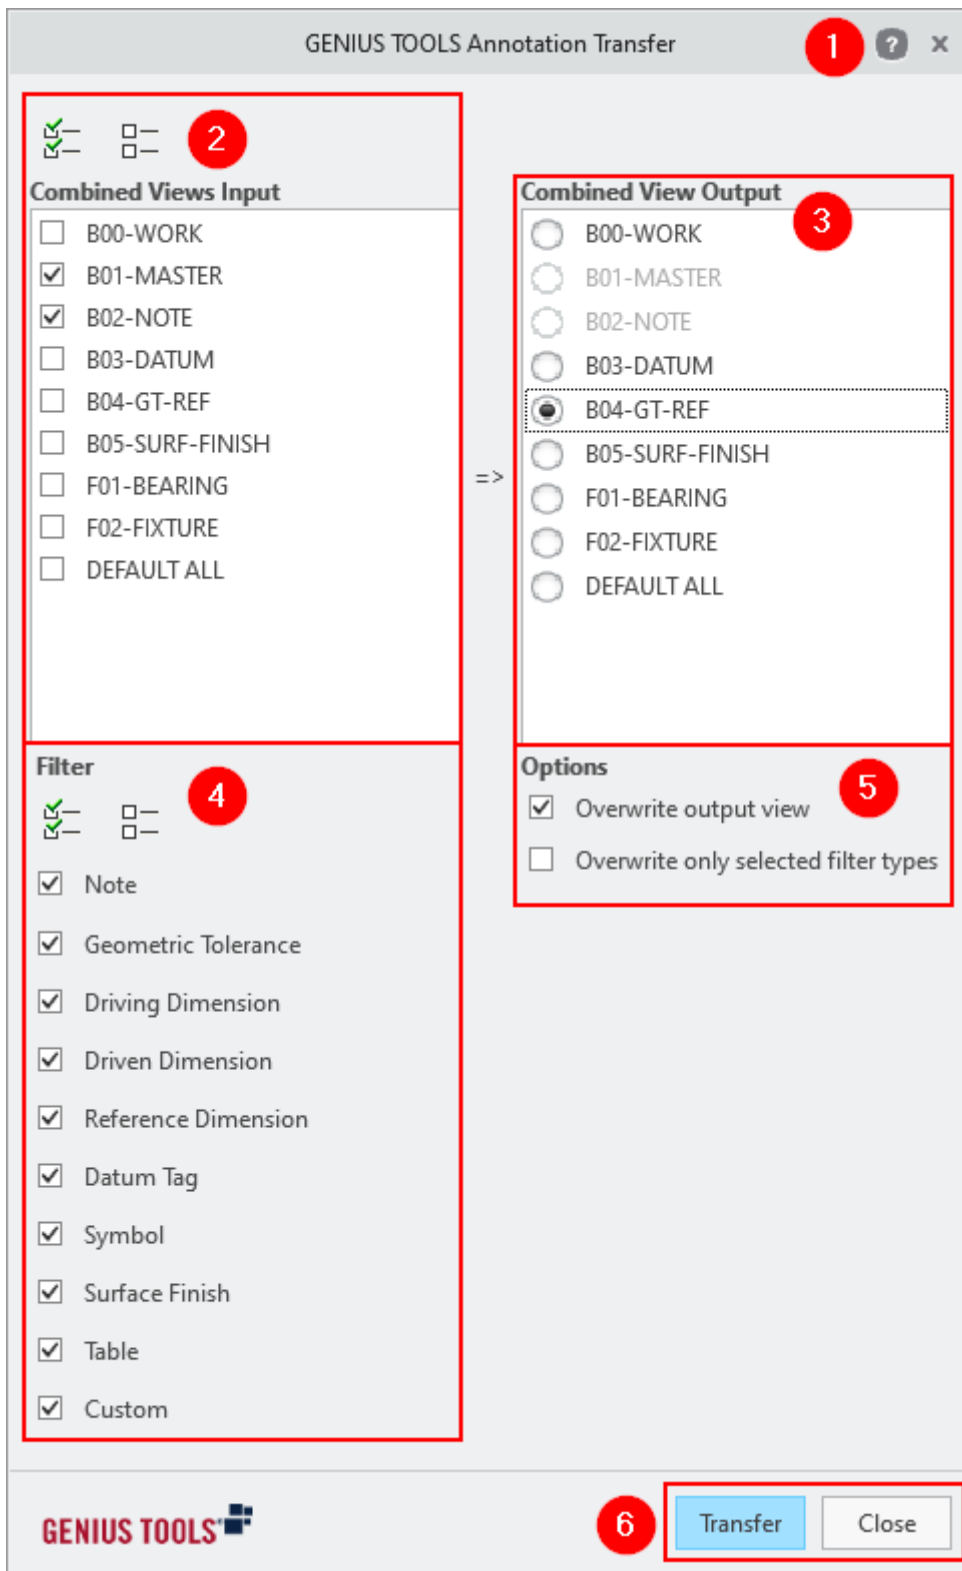 GENIUS TOOLS Annotation Transfer
1
?
×
2
Combined Views Input
B00-WORK
B01-MASTER
B02-NOTE
B03-DATUM
B04-GT-REF
B05-SURF-FINISH
F01-BEARING
F02-FIXTURE
DEFAULT ALL
=>
Combined View Output
3
B00-WORK
B01-MASTER
B02-NOTE
B03-DATUM
B04-GT-REF
B05-SURF-FINISH
F01-BEARING
F02-FIXTURE
DEFAULT ALL
Filter
4
Note
Geometric Tolerance
Driving Dimension
Driven Dimension
Reference Dimension
Datum Tag
Symbol
Surface Finish
Table
Custom
Options
5
Overwrite output view
Overwrite only selected filter types
GENIUS TOOLS
6
Transfer
Close